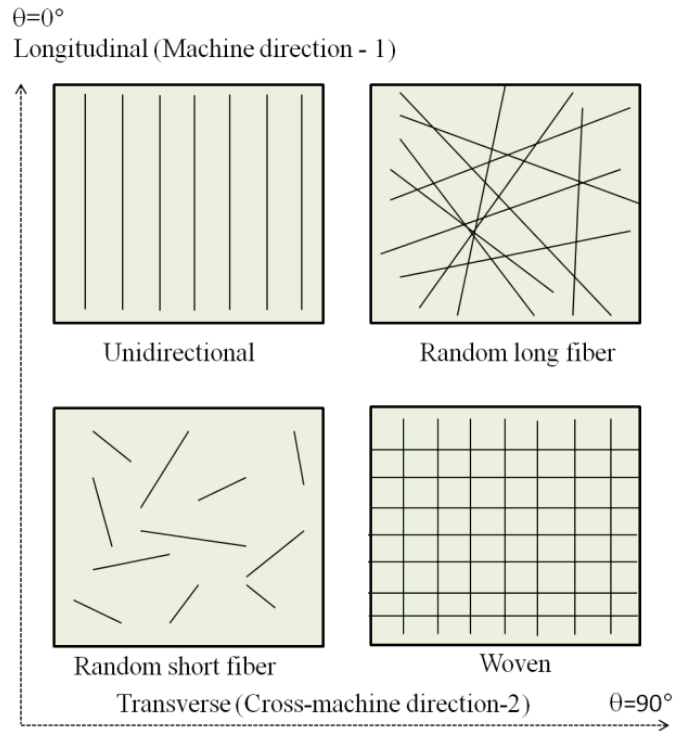 θ=0°
Longitudinal (Machine direction - 1)
Unidirectional
Random long fiber
Random short fiber
Woven
Transverse (Cross-machine direction-2)
θ=90°